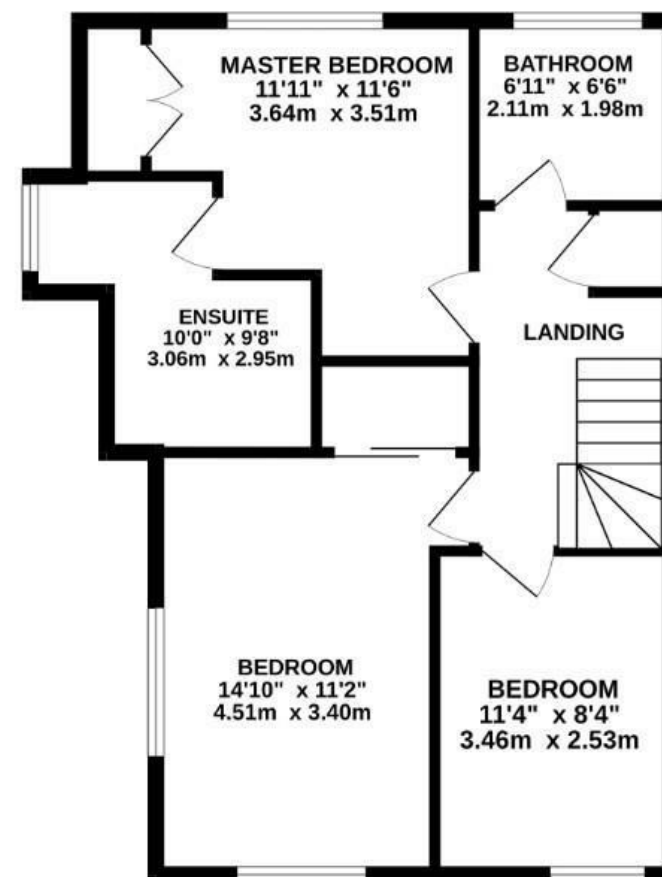 MASTER BEDROOM
11'11" x 11'6"
3.64m x 3.51m
BATHROOM
6'11" x 6'6"
2.11m x 1.98m
ENSUITE
10'0" x 9'8"
3.06m x 2.95m
LANDING
BEDROOM
14'10" x 11'2"
4.51m x 3.40m
BEDROOM
11'4" x 8'4"
3.46m x 2.53m